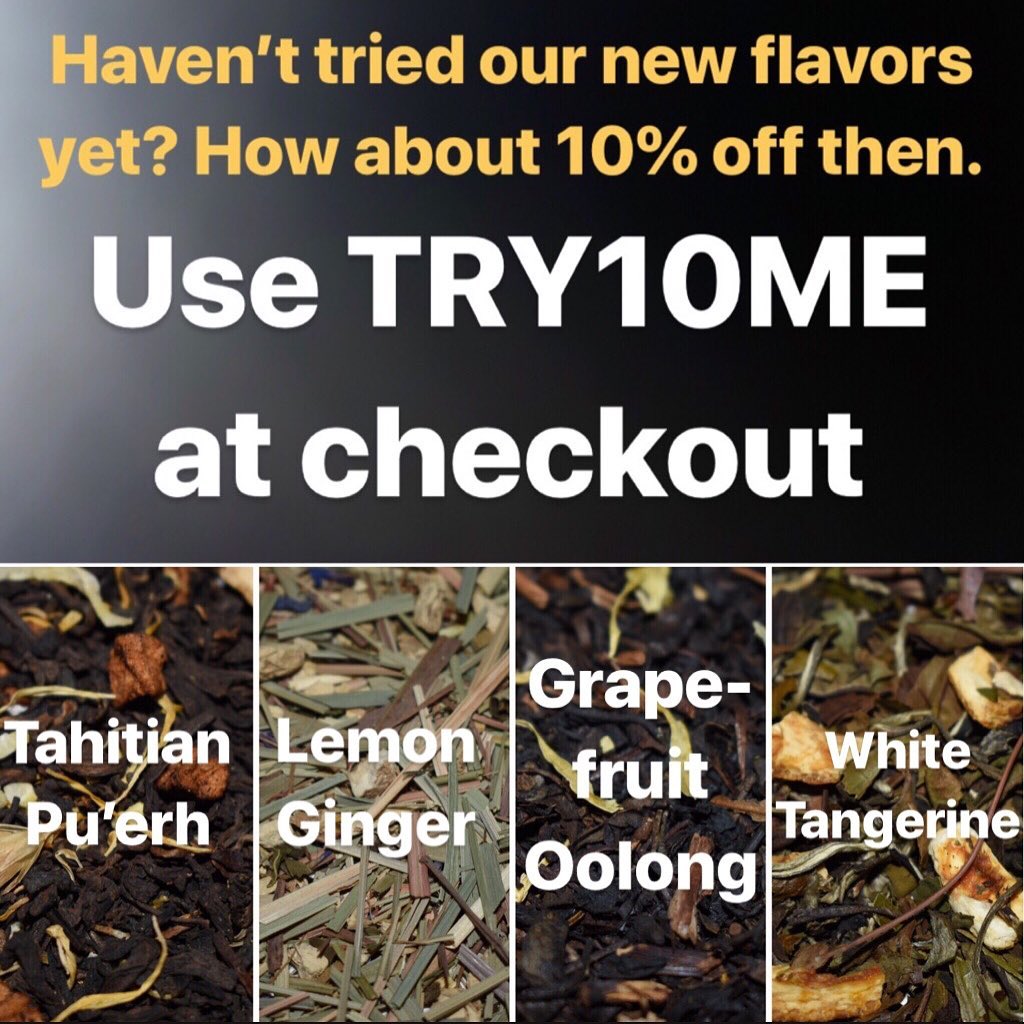 Haven’t tried our new flavors
yet? How about 10% off then.
Use TRY10ME
at checkout
Tahitian
Pu’erh
Lemon
Ginger
Grape-
fruit
Oolong
White
Tangerine